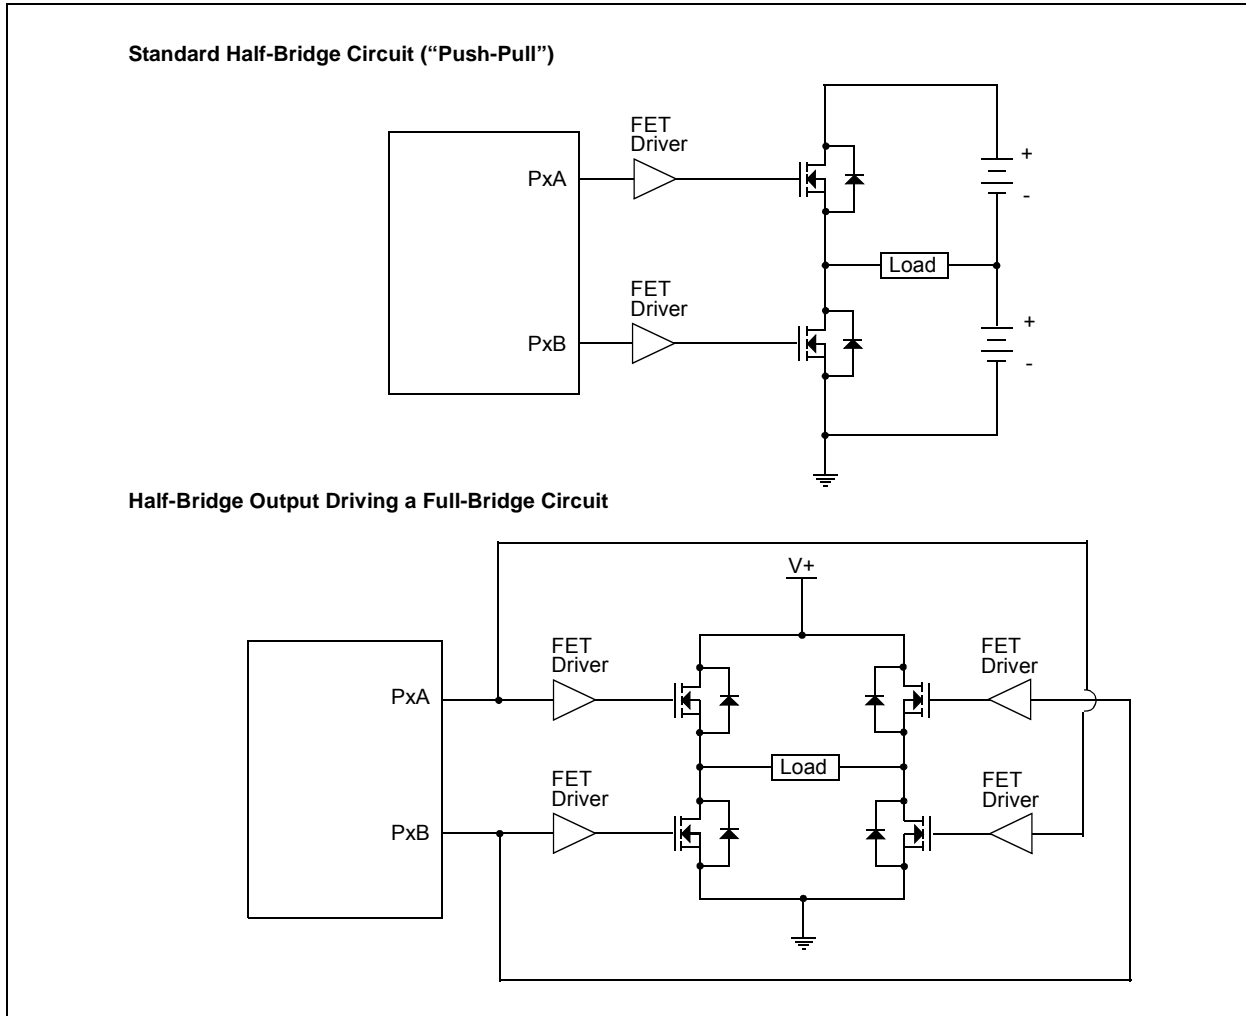 Standard Half-Bridge Circuit (“Push-Pull”)
FET
Driver
PxA
+
-
Load
FET
Driver
PxB
+
-
Half-Bridge Output Driving a Full-Bridge Circuit
V+
FET
Driver
FET
Driver
PxA
Load
FET
Driver
FET
Driver
PxB